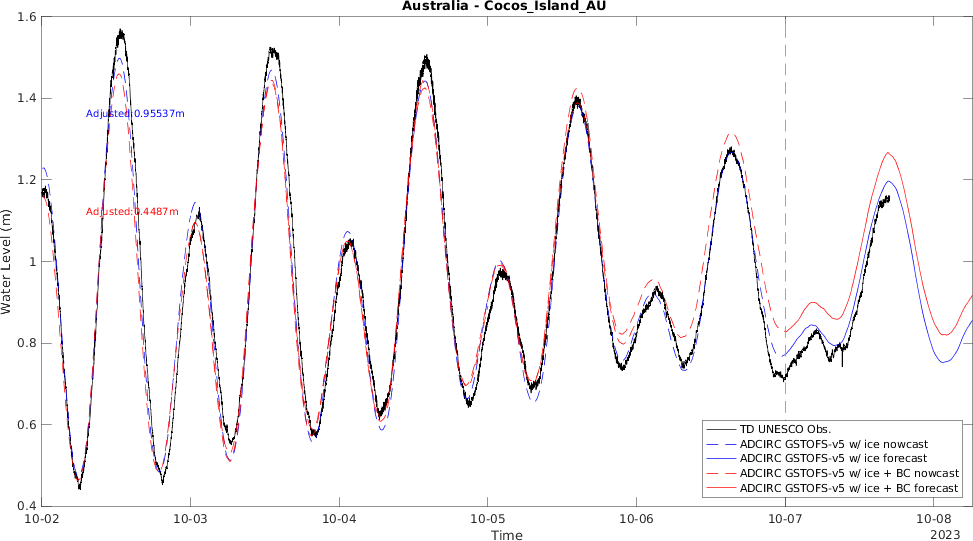 Australia - Cocos_Island_AU
1.6
1.4
1.2
1
0.8
0.6
0.4
Water Level (m)
Adjusted:0.95537m
Adjusted:0.4487m
TD UNESCO Obs.
ADCIRC GSTOFS-v5 w/ ice nowcast
ADCIRC GSTOFS-v5 w/ ice forecast
ADCIRC GSTOFS-v5 w/ ice + BC nowcast
ADCIRC GSTOFS-v5 w/ ice + BC forecast
10-02 10-03 10-04 10-05 10-06 10-07 10-08
Time
2023